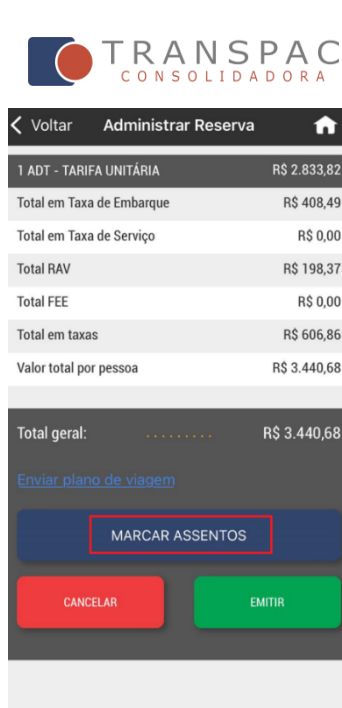 TRANSPAC
CONSOLIDADORA
Voltar Administrar Reserva
1 ADT - TARIFA UNITÁRIA R$ 2.833,82
Total em Taxa de Embarque R$ 408,49
Total em Taxa de Serviço R$ 0,00
Total RAV R$ 198,37
Total FEE R$ 0,00
Total em taxas R$ 606,86
Valor total por pessoa R$ 3.440,68
Total geral: ......... R$ 3.440,68
Enviar plano de viagem
MARCAR ASSENTOS
CANCELAR EMITIR